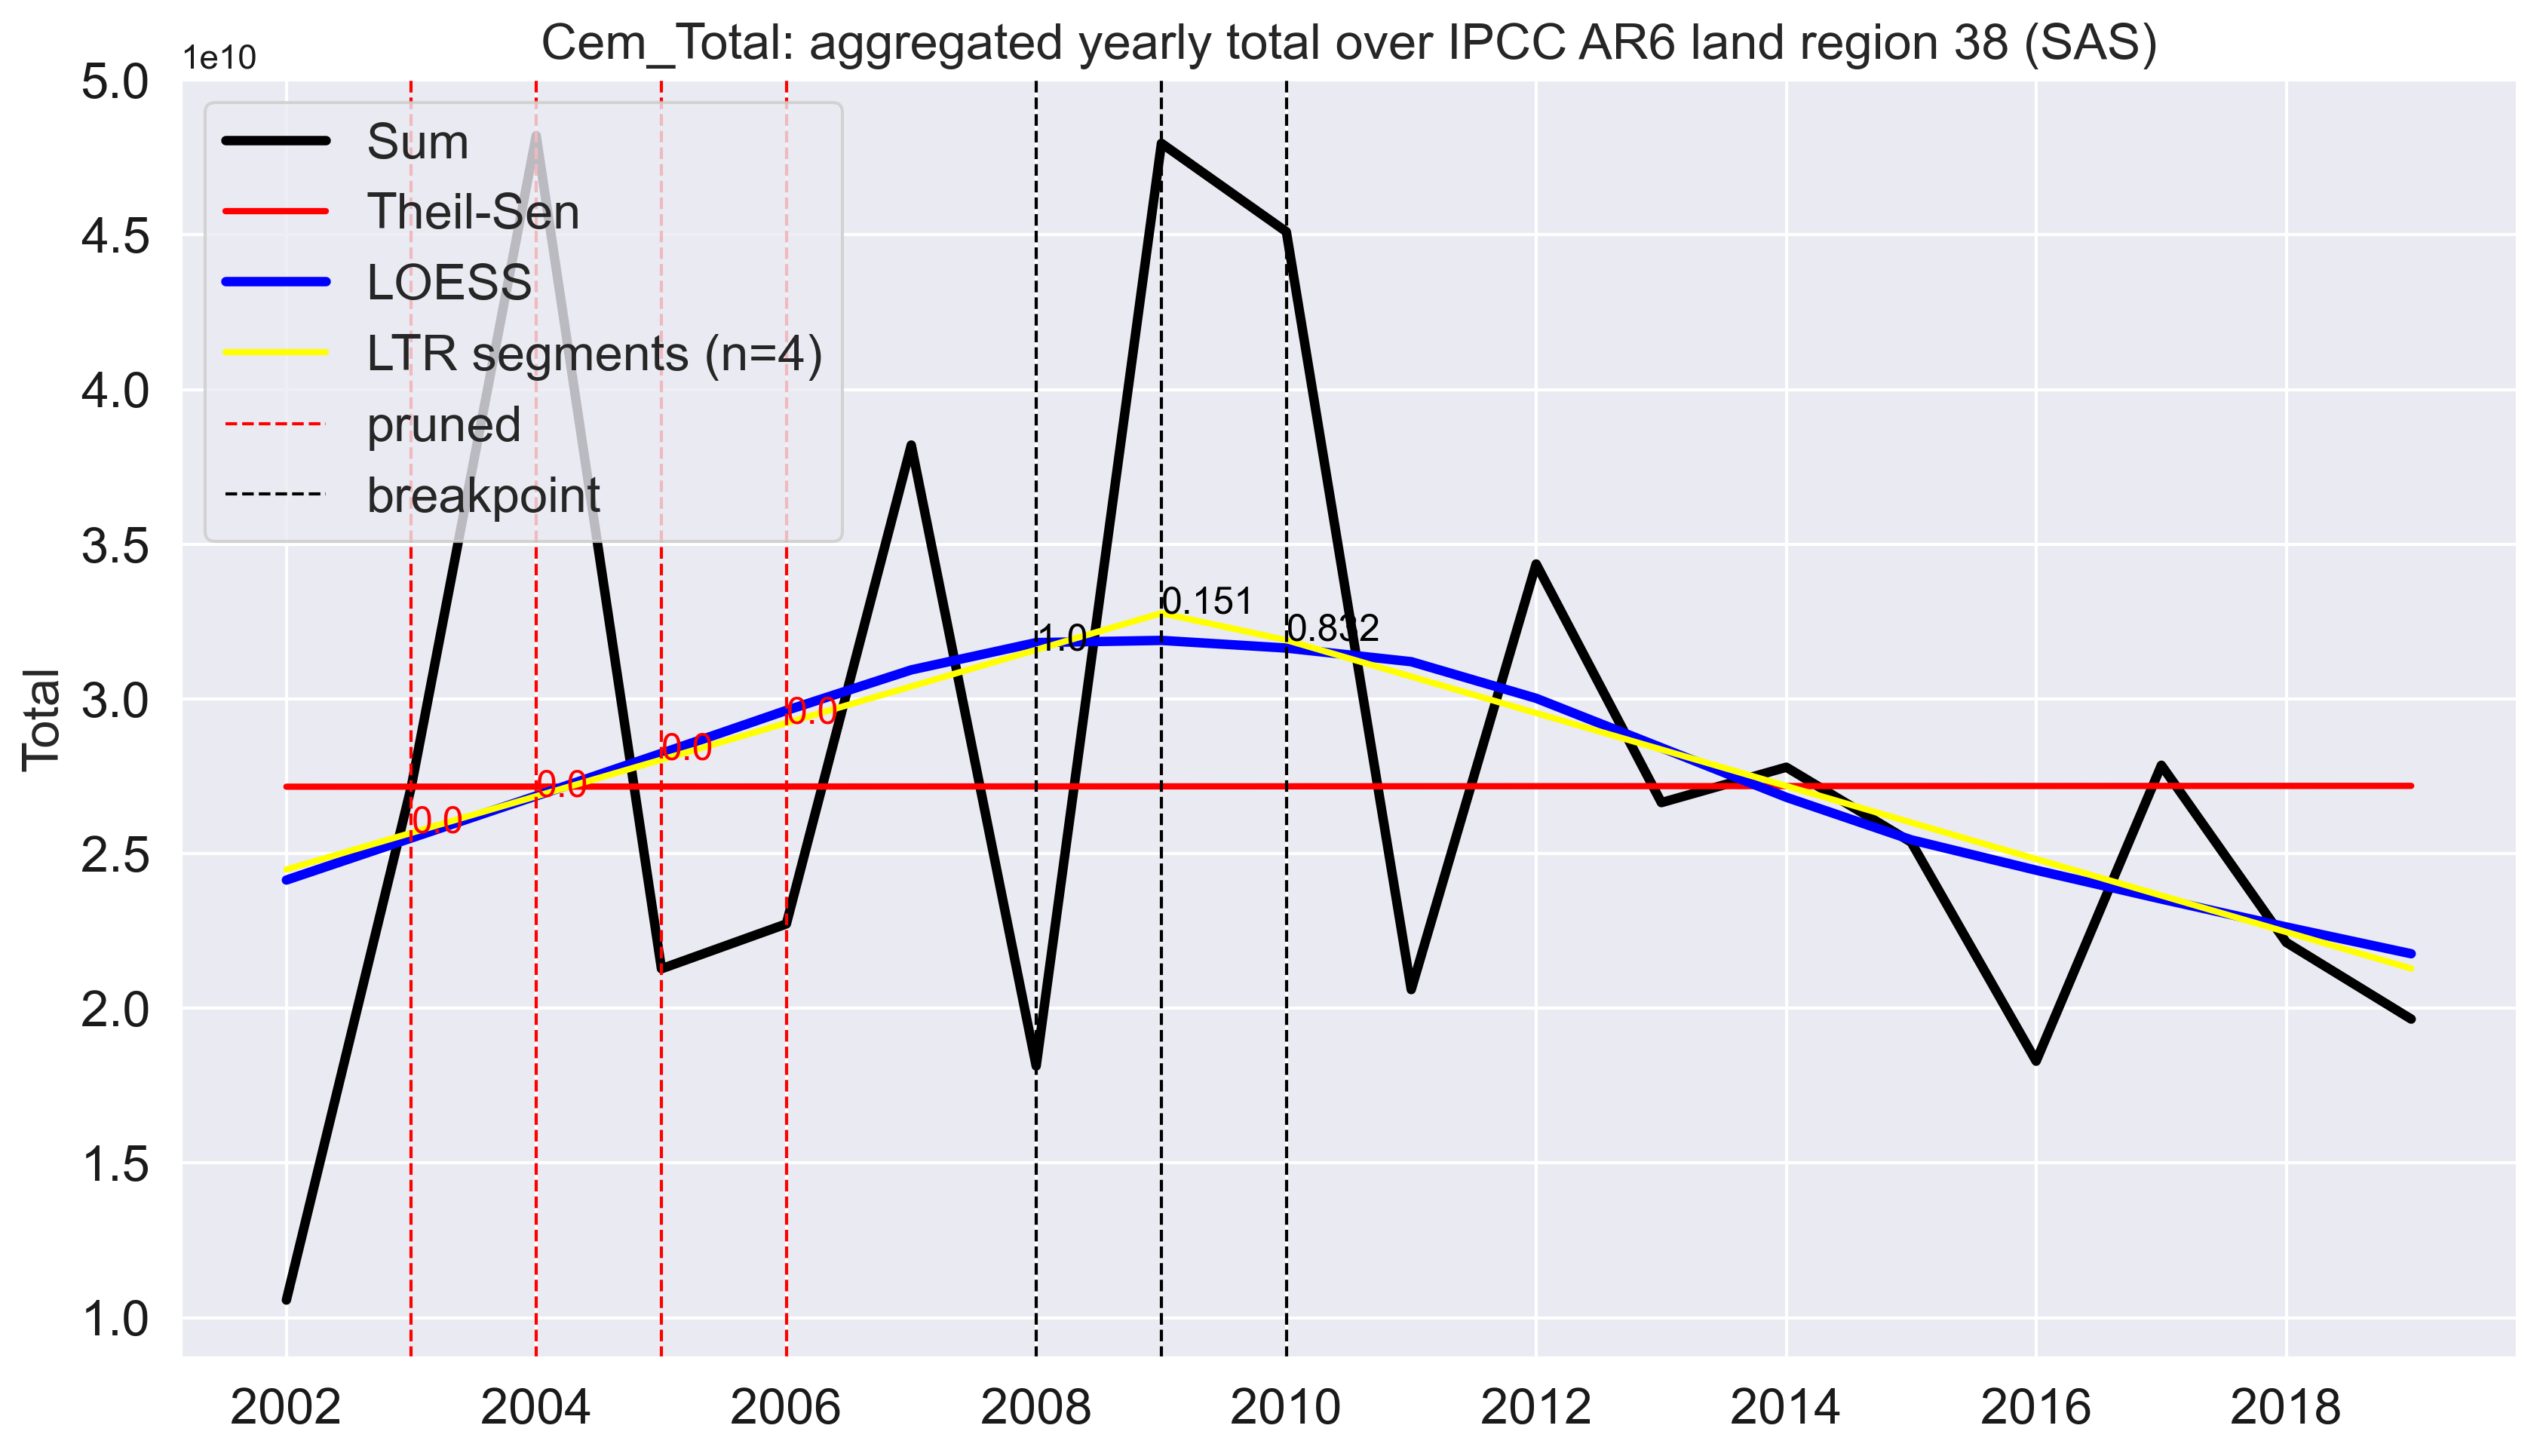 Cem_Total: aggregated yearly total over IPCC AR6 land region 38 (SAS)
1e10
5.0
4.5
4.0
3.5
3.0
2.5
2.0
1.5
1.0
Total
Sum
Theil-Sen
LOESS
LTR segments (n=4)
pruned
breakpoint
0.0
0.0
0.0
0.0
1.0
0.151
0.832
2002 2004 2006 2008 2010 2012 2014 2016 2018